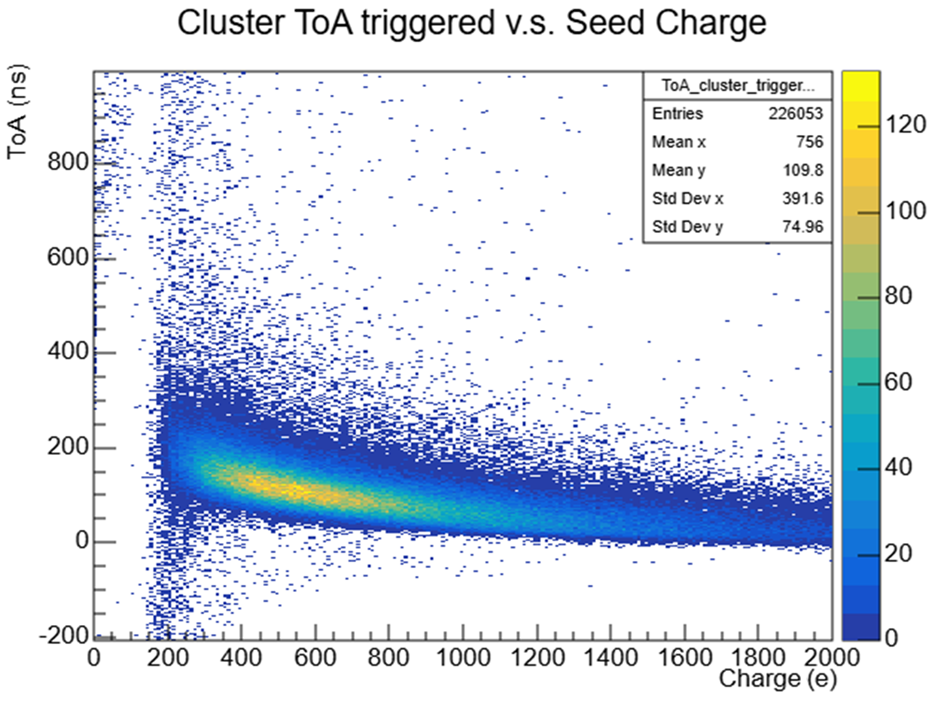 Cluster ToA triggered v.s. Seed Charge
ToA (ns)
ToA_cluster_trigger...
Entries 226053
Mean x 756
Mean y 109.8
Std Dev x 391.6
Std Dev y 74.96
800
600
400
200
0
-200
0 200 400 600 800 1000 1200 1400 1600 1800 2000
Charge (e)
120
100
80
60
40
20
0